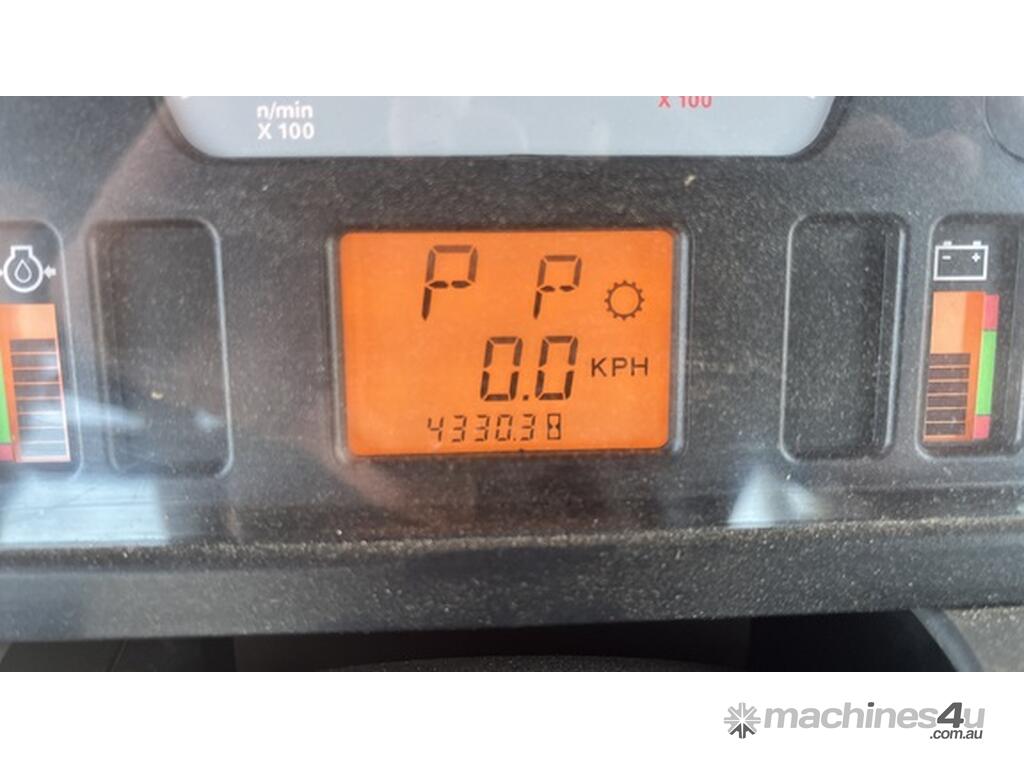 n/min
X 100
X 100
P P
0.0 KPH
4330.3
- +
machines4u
.com.au